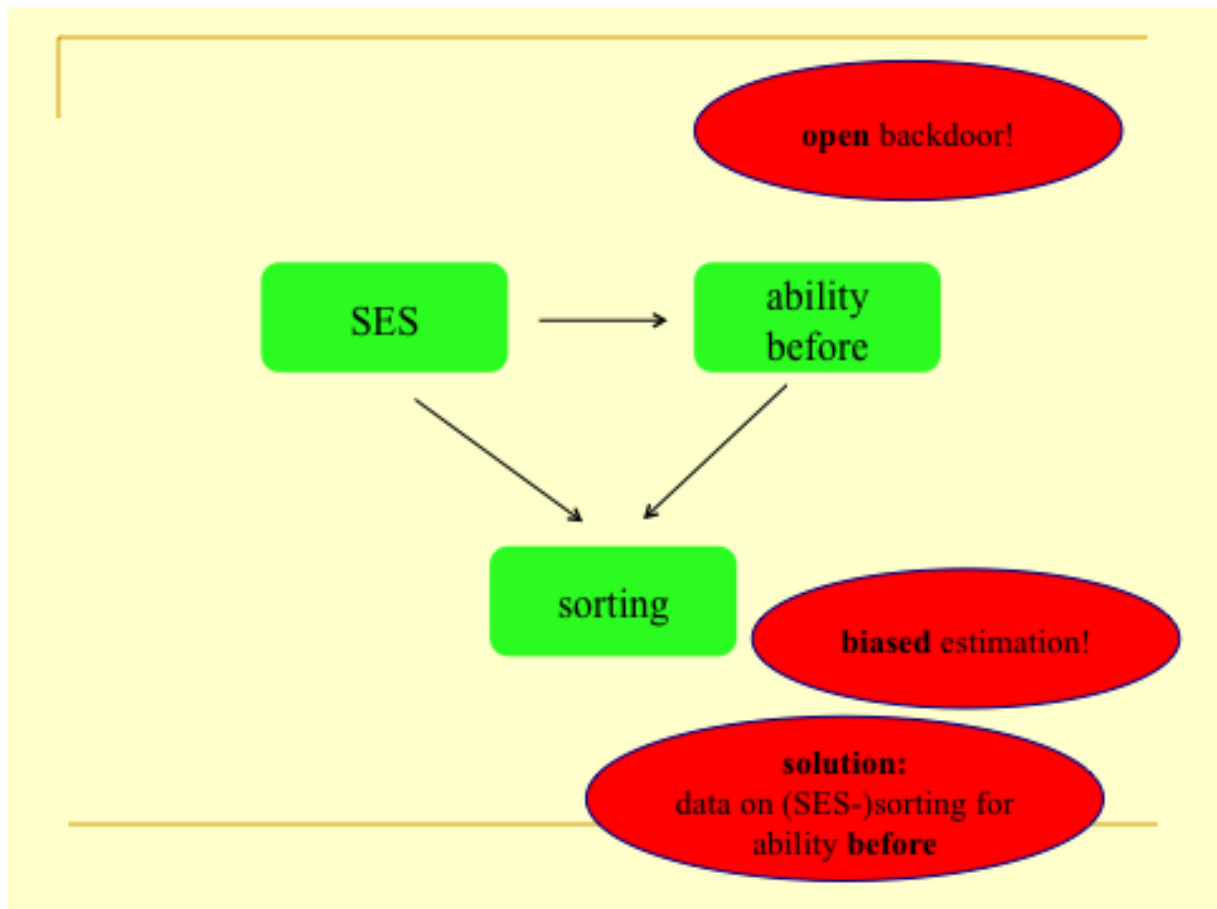 open backdoor!
SES
ability
before
sorting
biased estimation!
solution:
data on (SES-)sorting for
ability before